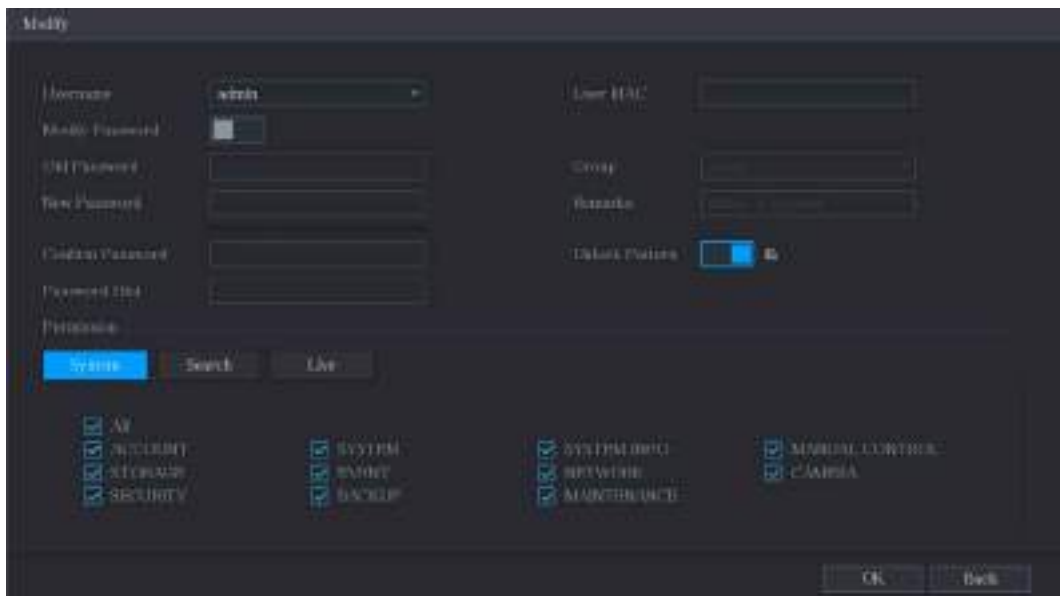 Modify
Username admin User MAC
Modify Password
Old Password Group
New Password Remarks
Confirm Password Unlock Pattern
Password Hint
Permission
System Search Live
All
ACCOUNT SYSTEM SYSTEM INFO MANUAL CONTROL
STORAGE EVENT NETWORK CAMERA
SECURITY BACKUP MAINTENANCE
OK Back